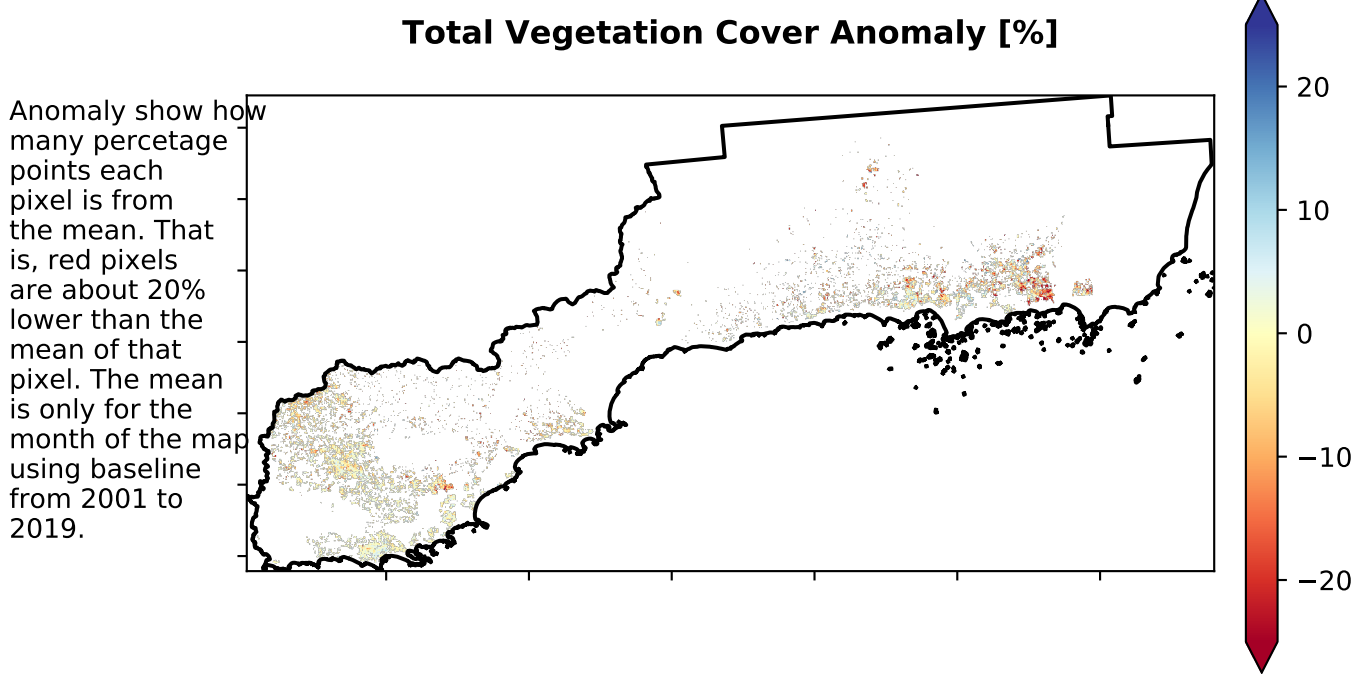 Total Vegetation Cover Anomaly [%]
Anomaly show how
many percetage
points each
pixel is from
the mean. That
is, red pixels
are about 20%
lower than the
mean of that
pixel. The mean
is only for the
month of the map
using baseline
from 2001 to
2019.
20
10
0
−10
−20